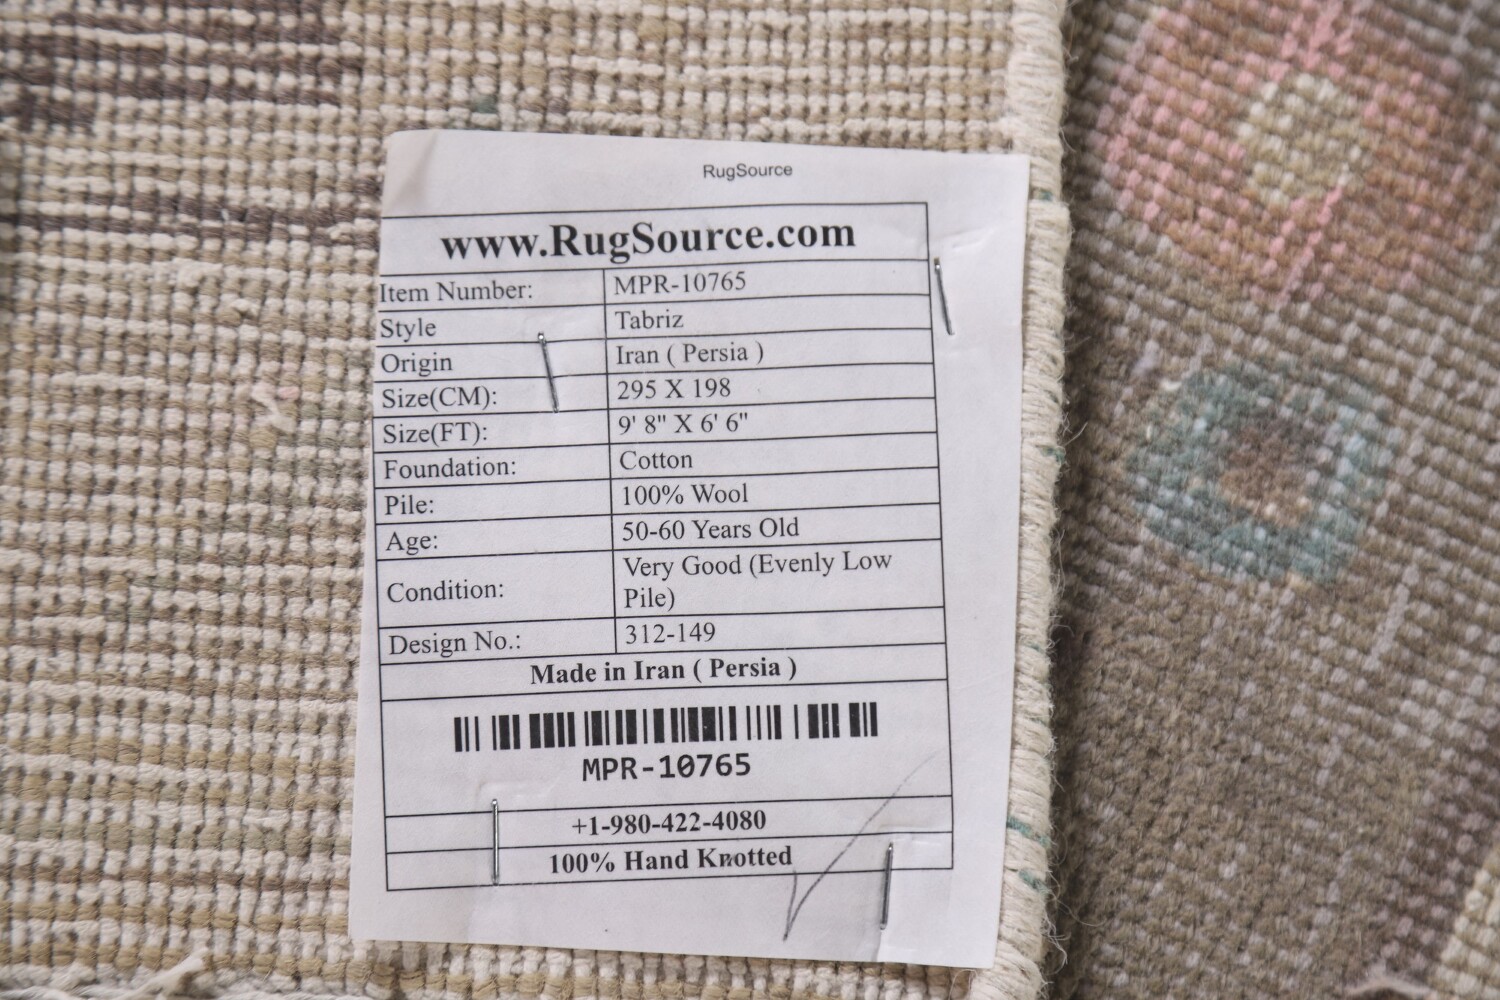 RugSource
www.RugSource.com
Item Number: MPR-10765
Style Tabriz
Origin Iran ( Persia )
Size(CM): 295 X 198
Size(FT): 9' 8" X 6' 6"
Foundation: Cotton
Pile: 100% Wool
Age: 50-60 Years Old
Condition: Very Good (Evenly Low
Pile)
Design No.: 312-149
Made in Iran ( Persia )
MPR-10765
+1-980-422-4080
100% Hand Knotted